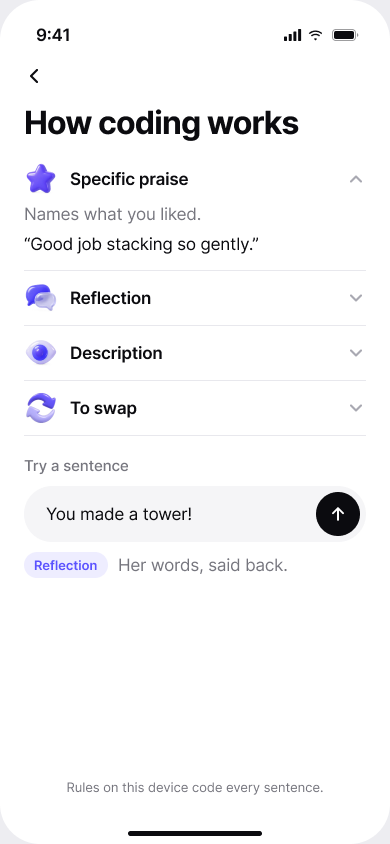 9:41
How coding works
Specific praise
Names what you liked.
“Good job stacking so gently.”
Reflection
Description
To swap
Try a sentence
You made a tower!
Reflection Her words, said back.
Rules on this device code every sentence.